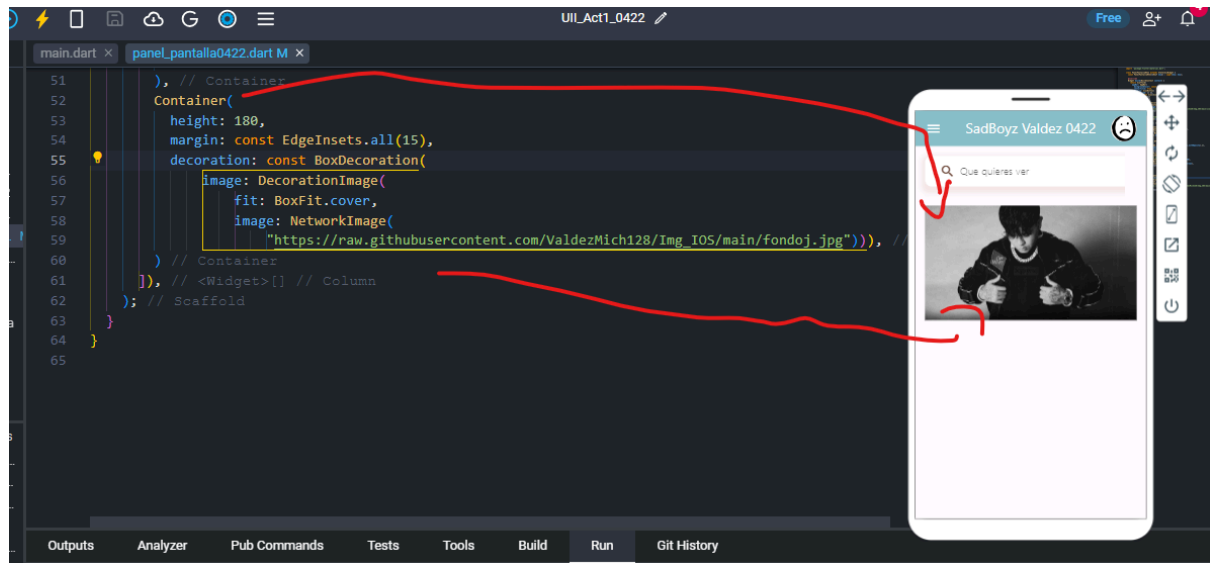 UII_Act1_0422
Free
main.dart ×
panel_pantalla0422.dart M ×
51 ), // Container
52 Container(
53 height: 180,
54 margin: const EdgeInsets.all(15),
55 decoration: const BoxDecoration(
56 image: DecorationImage(
57 fit: BoxFit.cover,
58 image: NetworkImage(
59 "https://raw.githubusercontent.com/ValdezMich128/Img_IOS/main/fondoj.jpg"))), //
60 ) // Container
61 ]), // <Widget>[] // Column
62 ); // Scaffold
63 }
64 }
65
SadBoyz Valdez 0422
Que quieres ver
Outputs Analyzer Pub Commands Tests Tools Build Run Git History